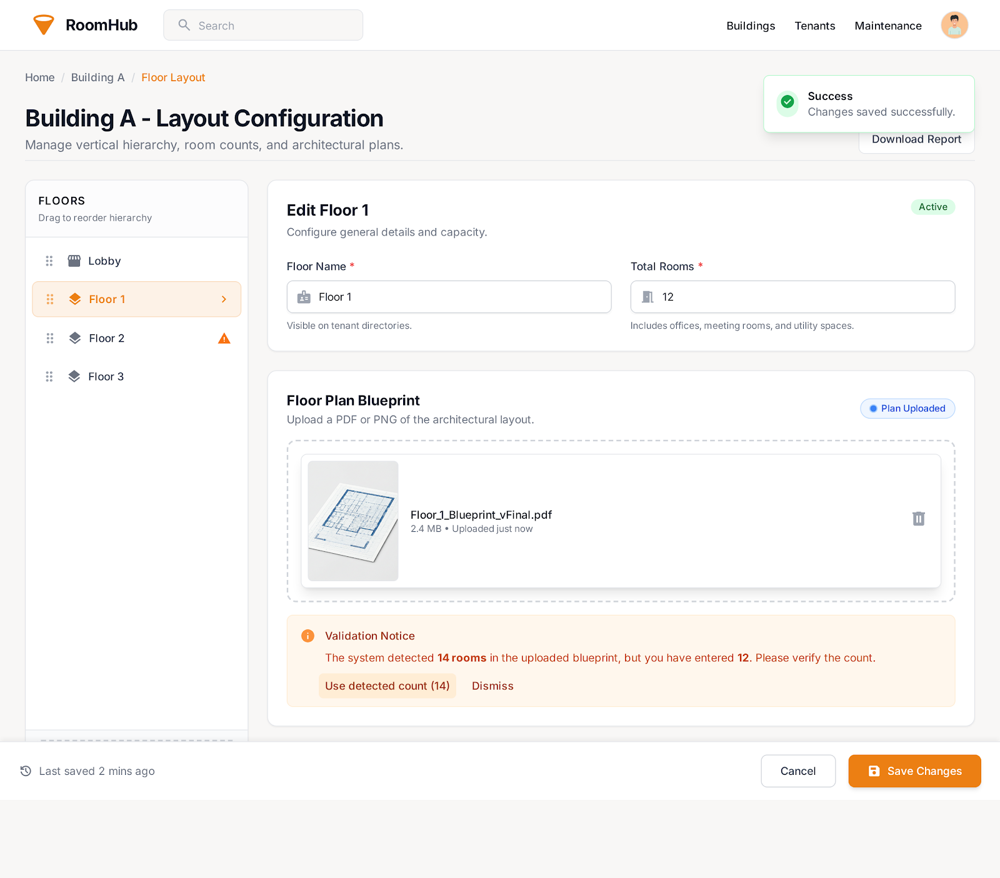 RoomHub
Search
Buildings
Tenants
Maintenance
Home / Building A / Floor Layout
Success
Changes saved successfully.
Building A - Layout Configuration
Manage vertical hierarchy, room counts, and architectural plans.
Download Report
FLOORS
Drag to reorder hierarchy
Lobby
Floor 1
Floor 2
Floor 3
Edit Floor 1
Active
Configure general details and capacity.
Floor Name *
Floor 1
Visible on tenant directories.
Total Rooms *
12
Includes offices, meeting rooms, and utility spaces.
Floor Plan Blueprint
Upload a PDF or PNG of the architectural layout.
Plan Uploaded
Floor_1_Blueprint_vFinal.pdf
2.4 MB • Uploaded just now
Validation Notice
The system detected 14 rooms in the uploaded blueprint, but you have entered 12. Please verify the count.
Use detected count (14)
Dismiss
Last saved 2 mins ago
Cancel
Save Changes